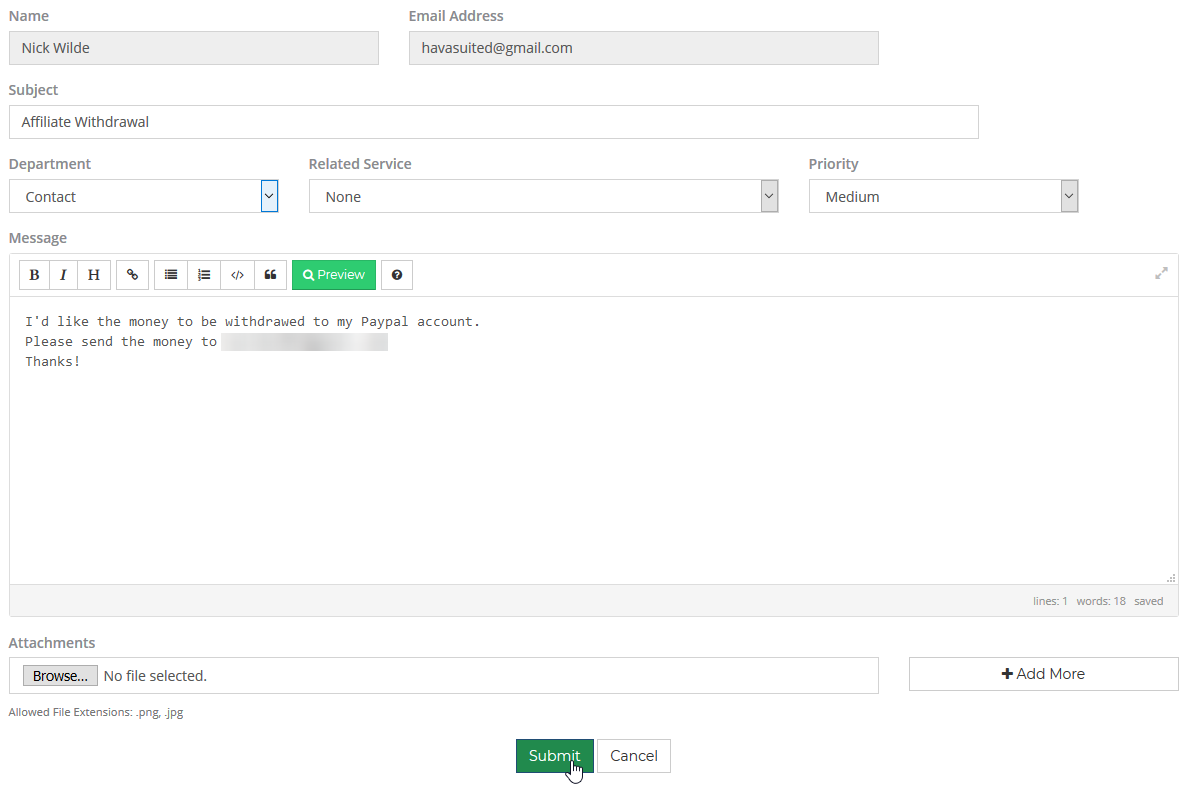 Name
Email Address
Nick Wilde
havasuited@gmail.com
Subject
Affiliate Withdrawal
Department
Related Service
Priority
Contact
None
Medium
Message
B I H Preview
I'd like the money to be withdrawed to my Paypal account.
Please send the money to
Thanks!
lines: 1 words: 18 saved
Attachments
Browse... No file selected.
Add More
Allowed File Extensions: .png, .jpg
Submit
Cancel